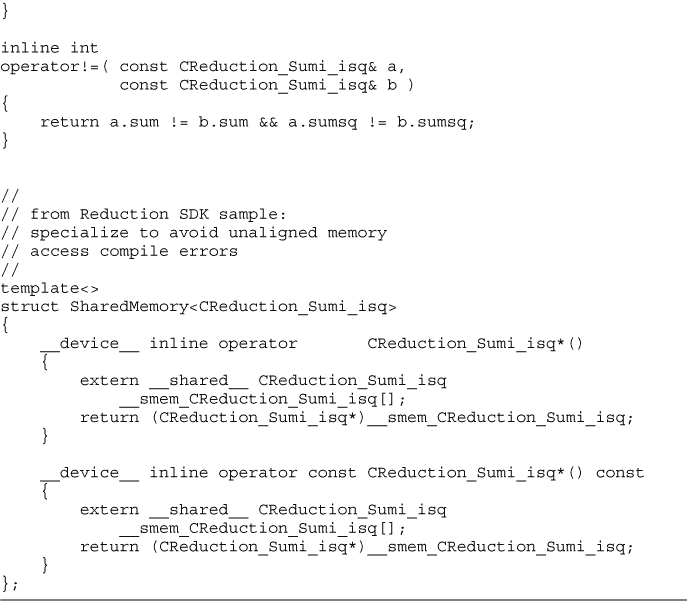 }
inline int
operator!=( const CReduction_Sumi_isq& a,
            const CReduction_Sumi_isq& b )
{
    return a.sum != b.sum && a.sumsq != b.sumsq;
}
//
// from Reduction SDK sample:
// specialize to avoid unaligned memory
// access compile errors
//
template<>
struct SharedMemory<CReduction_Sumi_isq>
{
    __device__ inline operator       CReduction_Sumi_isq*()
    {
        extern __shared__ CReduction_Sumi_isq
            __smem_CReduction_Sumi_isq[];
        return (CReduction_Sumi_isq*)__smem_CReduction_Sumi_isq;
    }
    __device__ inline operator const CReduction_Sumi_isq*() const
    {
        extern __shared__ CReduction_Sumi_isq
            __smem_CReduction_Sumi_isq[];
        return (CReduction_Sumi_isq*)__smem_CReduction_Sumi_isq;
    }
};